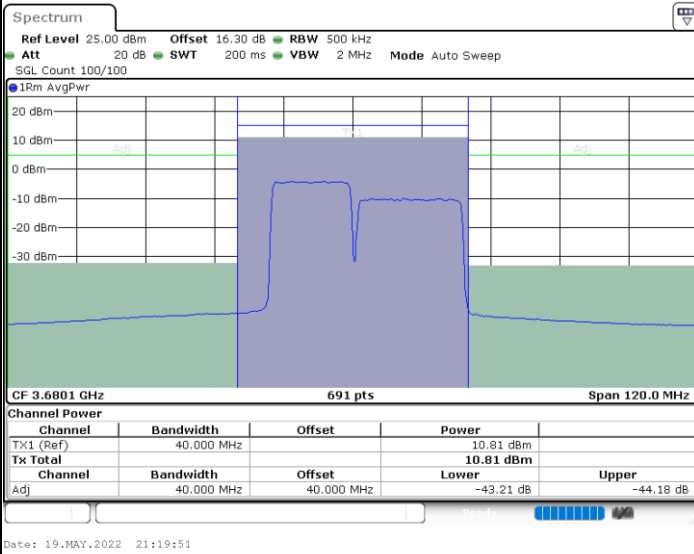 Spectrum
Ref Level 25.00 dBm Offset 16.30 dB RBW 500 kHz
Att 20 dB SWT 200 ms VBW 2 MHz Mode Auto Sweep
SGL Count 100/100
1Rm AvgPwr
20 dBm
TX1
10 dBm
Adj Adj
0 dBm
-10 dBm
-20 dBm
-30 dBm
CF 3.6801 GHz 691 pts Span 120.0 MHz
Channel Power
Channel Bandwidth Offset Power
TX1 (Ref) 40.000 MHz 10.81 dBm
Tx Total 10.81 dBm
Channel Bandwidth Offset Lower Upper
Adj 40.000 MHz 40.000 MHz -43.21 dB -44.18 dB
Ready
Date: 19.MAY.2022 21:19:51